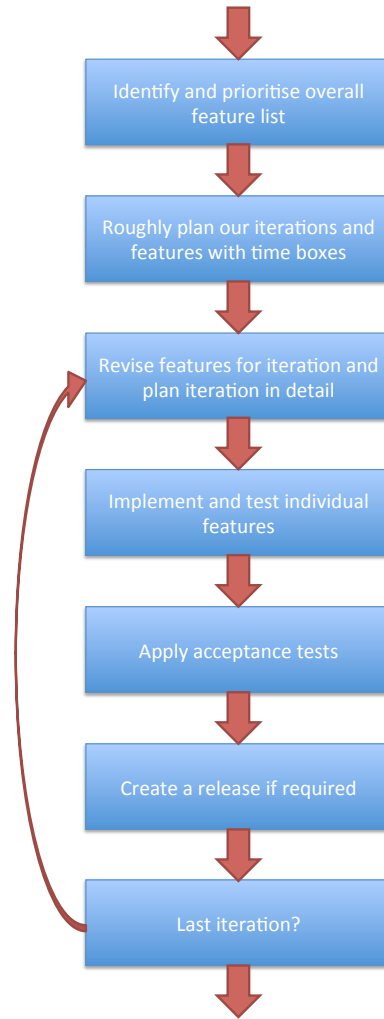 Identify and prioritise overall
feature list
Roughly plan our iterations and
features with time boxes
Revise features for iteration and
plan iteration in detail
Implement and test individual
features
Apply acceptance tests
Create a release if required
Last iteration?